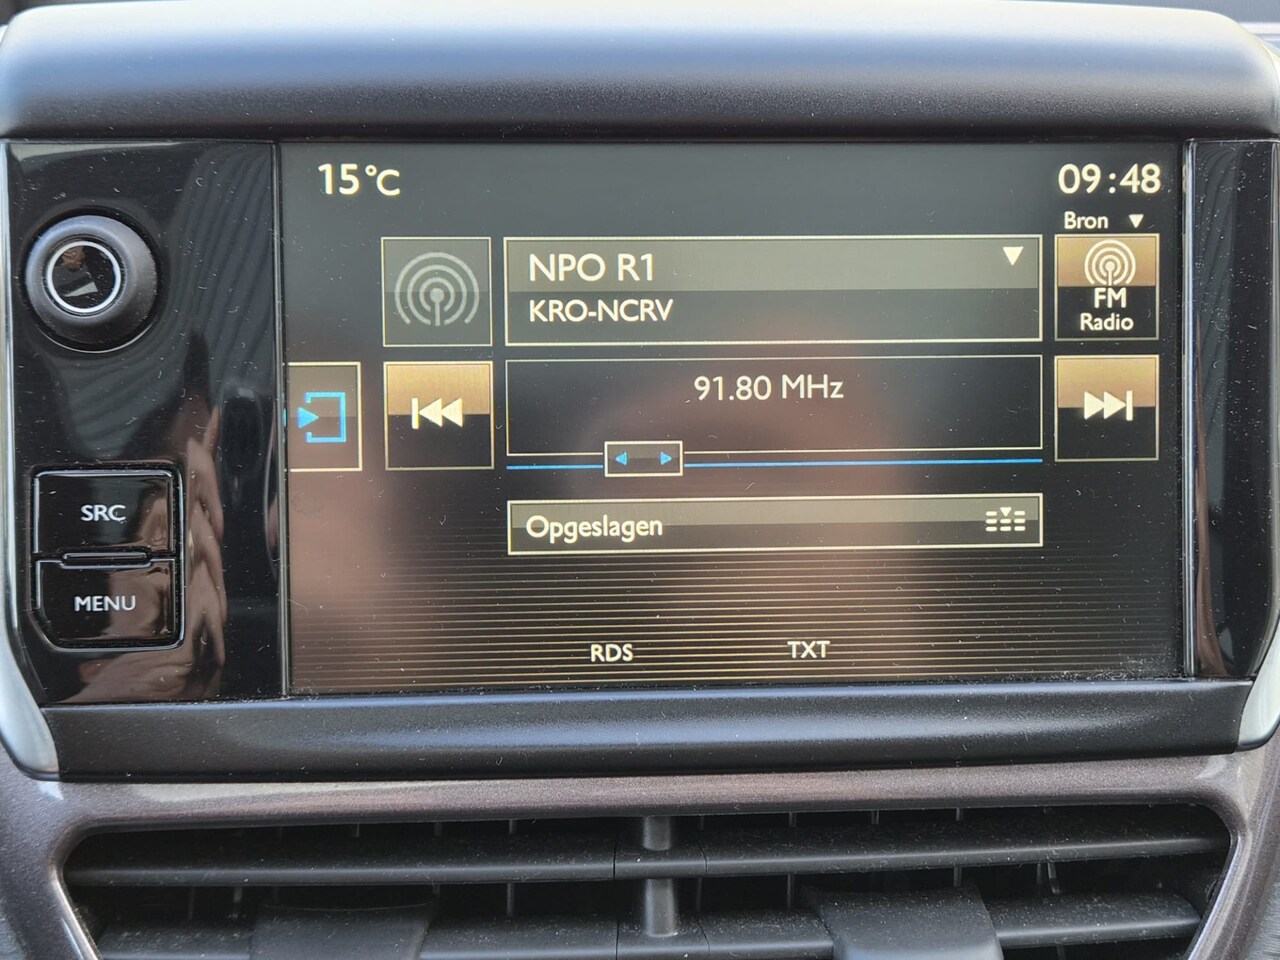 15°C
09:48
Bron
NPO R1
KRO-NCRV
FM
Radio
91.80 MHz
SRC
Opgeslagen
MENU
RDS TXT